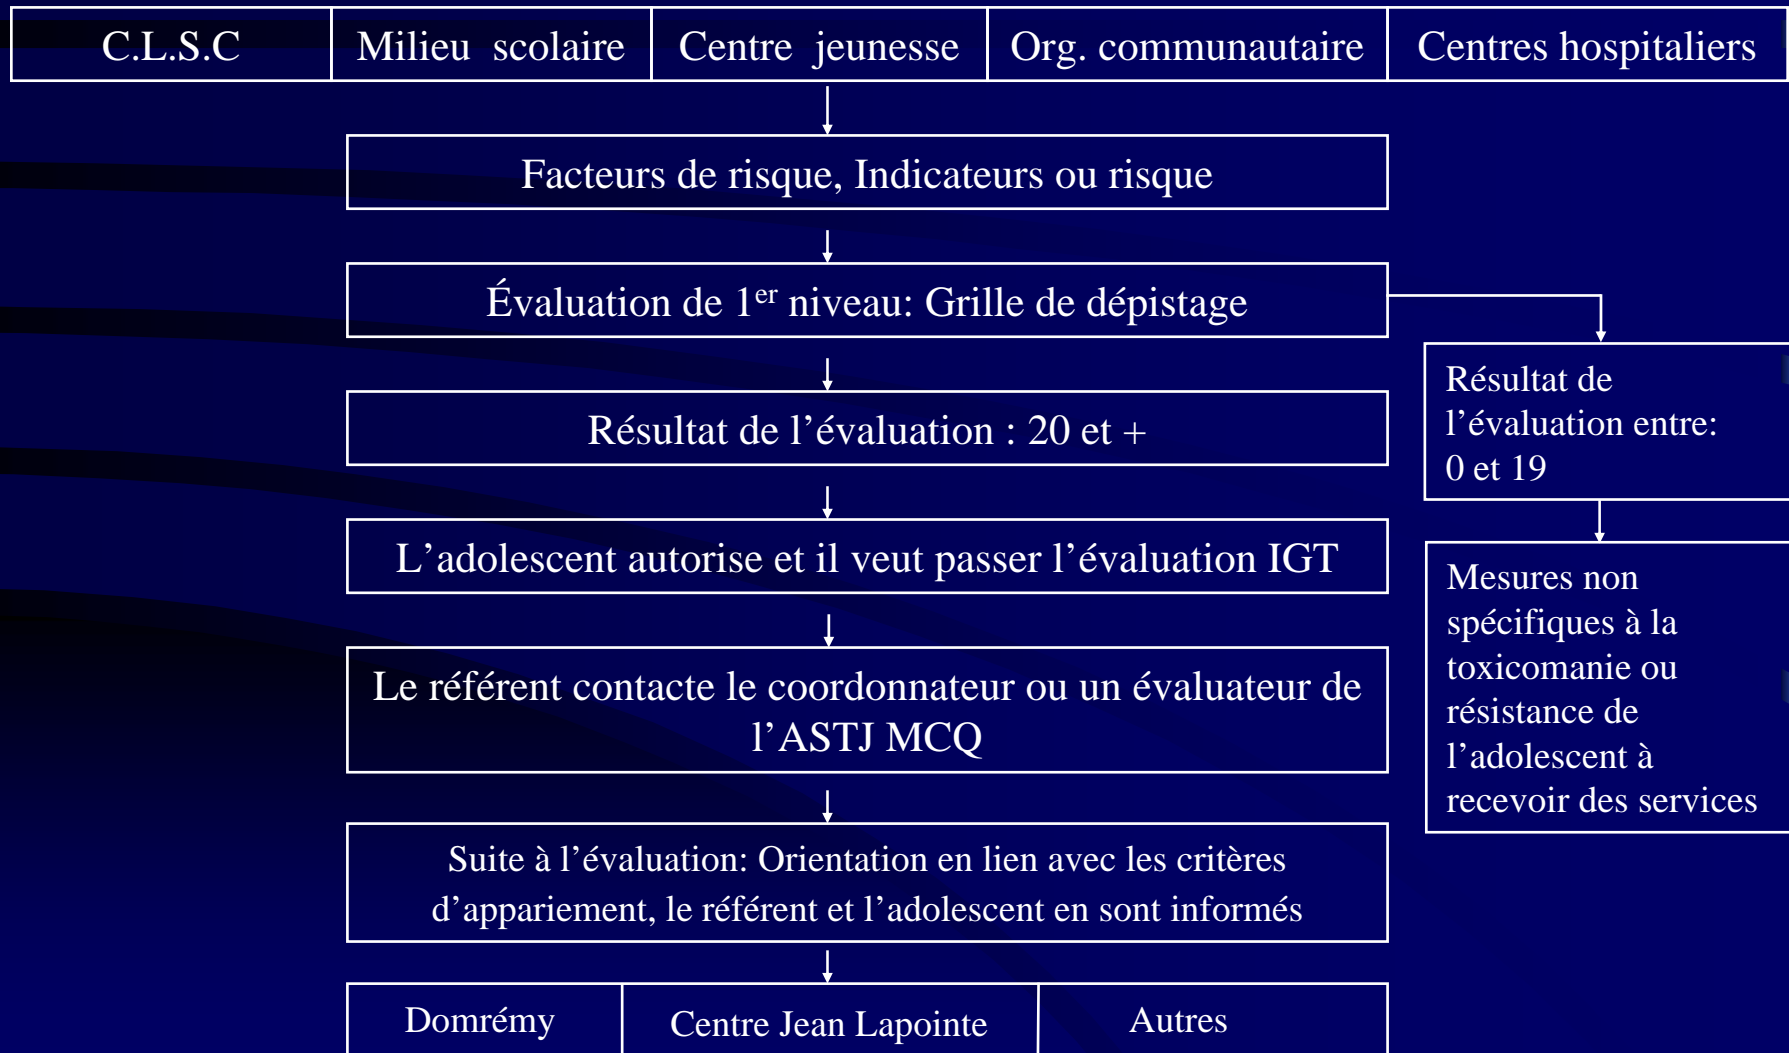 C.L.S.C
Milieu scolaire
Centre jeunesse
Org. communautaire
Centres hospitaliers
Facteurs de risque, Indicateurs ou risque
Évaluation de 1er niveau: Grille de dépistage
Résultat de l’évaluation : 20 et +
L’adolescent autorise et il veut passer l’évaluation IGT
Le référent contacte le coordonnateur ou un évaluateur de
l’ASTJ MCQ
Suite à l’évaluation: Orientation en lien avec les critères
d’appariement, le référent et l’adolescent en sont informés
Domrémy
Centre Jean Lapointe
Autres
Résultat de
l’évaluation entre:
0 et 19
Mesures non
spécifiques à la
toxicomanie ou
résistance de
l’adolescent à
recevoir des services